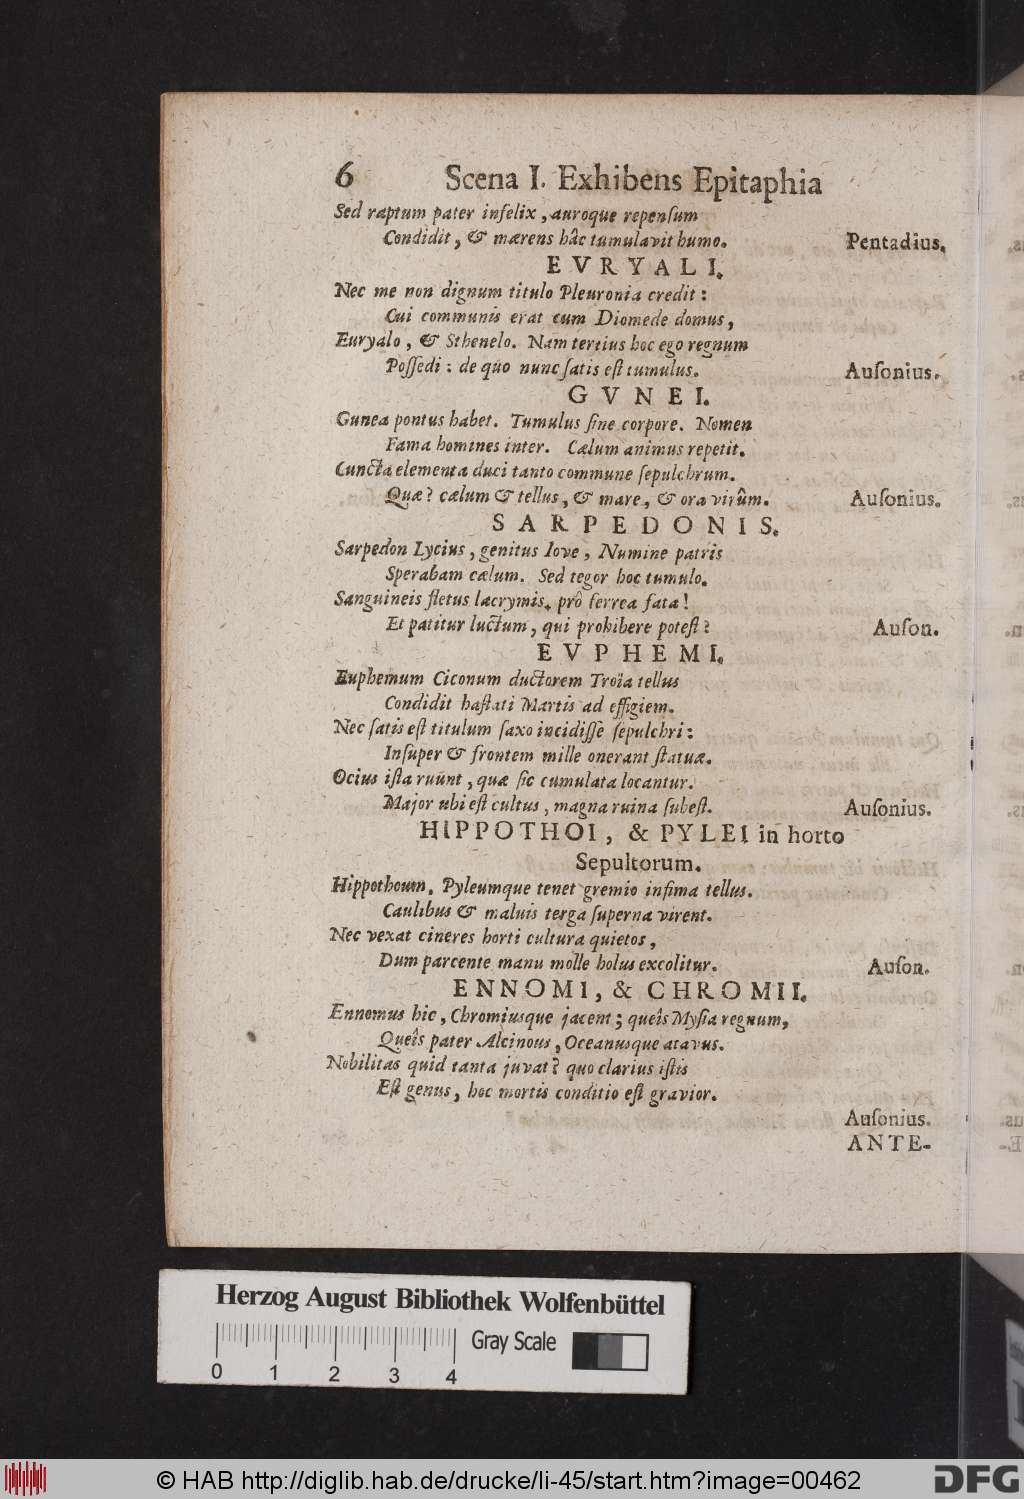 6 Scena I. Exhibens Epitaphia
Sed raptum pater infelix, auroque repenſum
Condidit, & mærens hâc tumulavit humo. Pentadius.
EVRYALI.
Nec me non dignum titulo Pleuronia credit:
Cui communis erat cum Diomede domus,
Euryalo, & Sthenelo. Nam tertius hoc ego regnum
Poſſedi: de quo nunc ſatis eſt tumulus. Auſonius.
GVNEI.
Gunea pontus habet. Tumulus ſine corpore. Nomen
Fama homines inter. Cælum animus repetit.
Cuncta elementa duci tanto commune ſepulchrum.
Quæ? cælum & tellus, & mare, & ora virûm. Auſonius.
SARPEDONIS.
Sarpedon Lycius, genitus Iove, Numine patris
Sperabam cælum. Sed tegor hoc tumulo.
Sanguineis fletus lacrymis. prô ferrea fata!
Et patitur luctum, qui prohibere poteſt? Auſon.
EVPHEMI.
Euphemum Ciconum ductorem Troïa tellus
Condidit haſtati Martis ad effigiem.
Nec ſatis eſt titulum ſaxo incidiſſe ſepulchri:
Inſuper & frontem mille onerant ſtatuæ.
Ocius iſta ruünt, quæ ſic cumulata locantur.
Major ubi eſt cultus, magna ruina ſubeſt. Auſonius.
HIPPOTHOI, & PYLEI in horto
Sepultorum.
Hippothoum, Pyleumque tenet gremio infima tellus.
Caulibus & maluis terga ſuperna virent.
Nec vexat cineres horti cultura quietos,
Dum parcente manu molle holus excolitur. Auſon.
ENNOMI, & CHROMII.
Ennomus hic, Chromiusque jacent; queîs Myſia regnum,
Queîs pater Alcinous, Oceanusque atavus.
Nobilitas quid tanta juvat? quo clarius iſtis
Eſt genus, hoc mortis conditio eſt gravior.
Auſonius.
ANTE-
Herzog August Bibliothek Wolfenbüttel
Gray Scale
0 1 2 3 4
© HAB http://diglib.hab.de/drucke/li-45/start.htm?image=00462
DFG